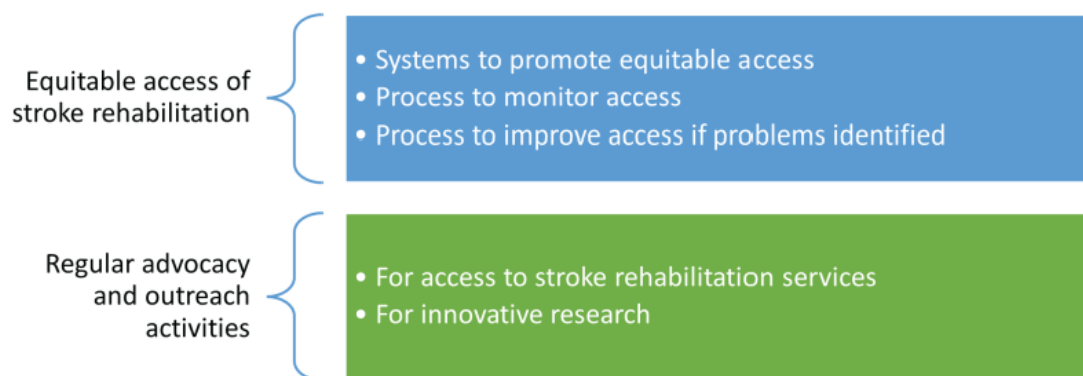 Equitable access of
stroke rehabilitation
• Systems to promote equitable access
• Process to monitor access
• Process to improve access if problems identified
Regular advocacy
and outreach
activities
• For access to stroke rehabilitation services
• For innovative research